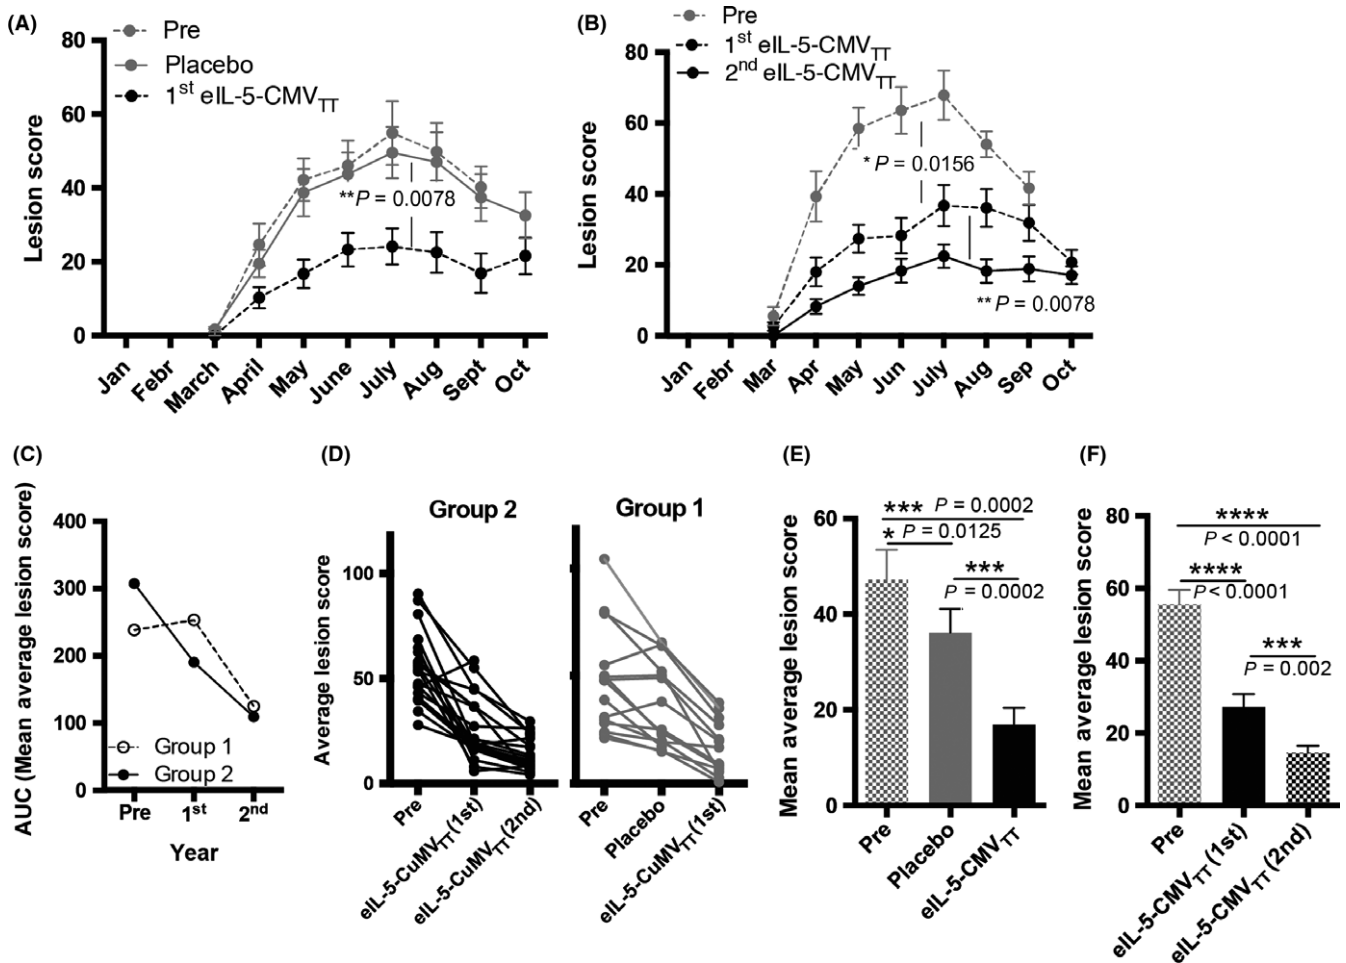 (A)
Pre
Placebo
1st eIL-5-CMVTT
Lesion score
80
60
40
20
0
**P = 0.0078
Jan
Febr
March
April
May
June
July
Aug
Sept
Oct
(B)
Pre
1st eIL-5-CMVTT
2nd eIL-5-CMVTT
Lesion score
80
60
40
20
0
* P = 0.0156
** P = 0.0078
Jan
Feb
Mar
Apr
May
Jun
July
Aug
Sep
Oct
(C)
AUC (Mean average lesion score)
400
300
200
100
0
Group 1
Group 2
Pre
1st
2nd
Year
(D)
Group 2
Group 1
Average lesion score
100
50
0
Pre
eIL-5-CuMVTT(1st)
eIL-5-CuMVTT(2nd)
Pre
Placebo
eIL-5-CuMVTT(1st)
(E)
Mean average lesion score
60
40
20
0
*** P = 0.0002
* P = 0.0125
***
P = 0.0002
Pre
Placebo
eIL-5-CMVTT
(F)
Mean average lesion score
80
60
40
20
0
****
P < 0.0001
****
P < 0.0001
***
P = 0.002
Pre
eIL-5-CMVTT (1st)
eIL-5-CMVTT (2nd)